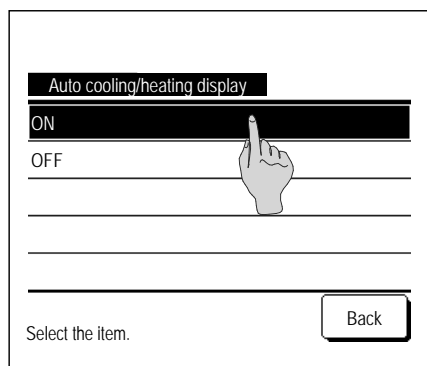 Auto cooling/heating display
ON
OFF
Select the item.
Back